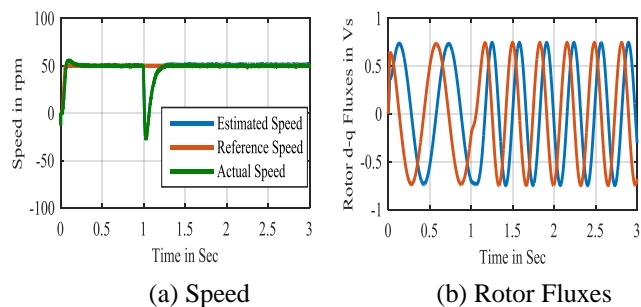 Speed in rpm
100
50
0
-50
-100
Estimated Speed
Reference Speed
Actual Speed
0 0.5 1 1.5 2 2.5 3
Time in Sec
(a) Speed
Rotor d-q Fluxes in Vs
1
0.5
0
-0.5
-1
0 0.5 1 1.5 2 2.5 3
Time in Sec
(b) Rotor Fluxes